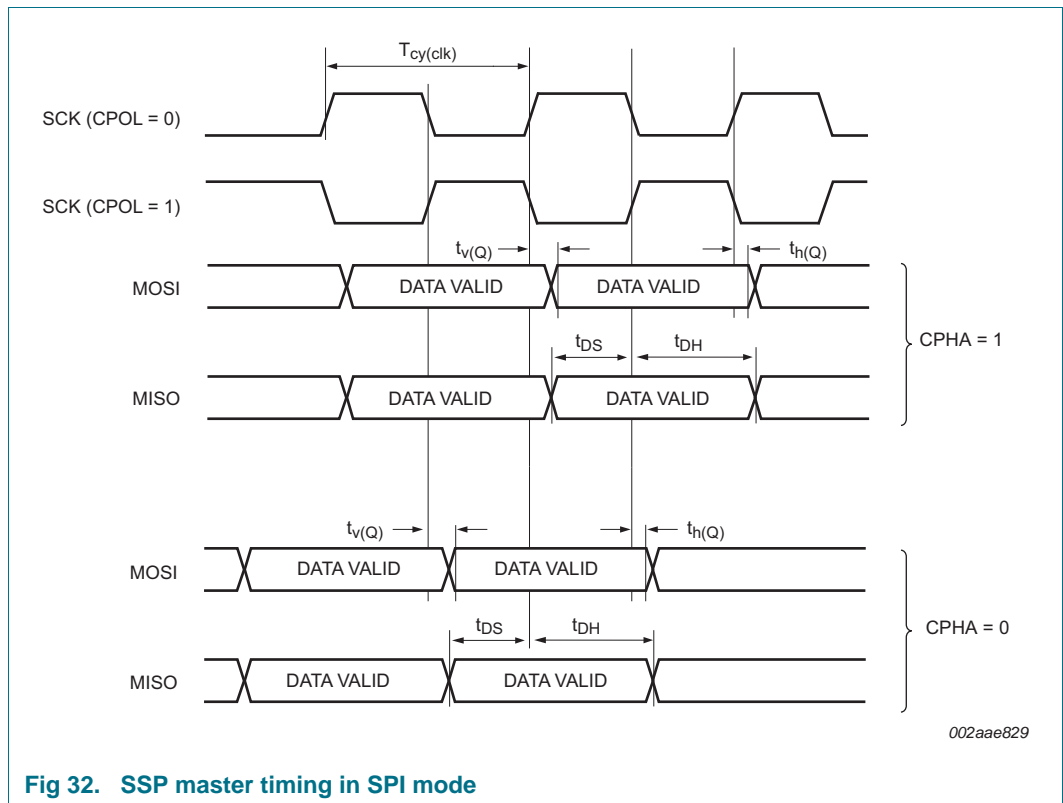 Tcy(clk)
SCK (CPOL = 0)
SCK (CPOL = 1)
tv(Q) th(Q)
MOSI DATA VALID DATA VALID
tDS tDH
MISO DATA VALID DATA VALID
CPHA = 1
tv(Q) th(Q)
MOSI DATA VALID DATA VALID
tDS tDH
MISO DATA VALID DATA VALID
CPHA = 0
002aae829
Fig 32. SSP master timing in SPI mode